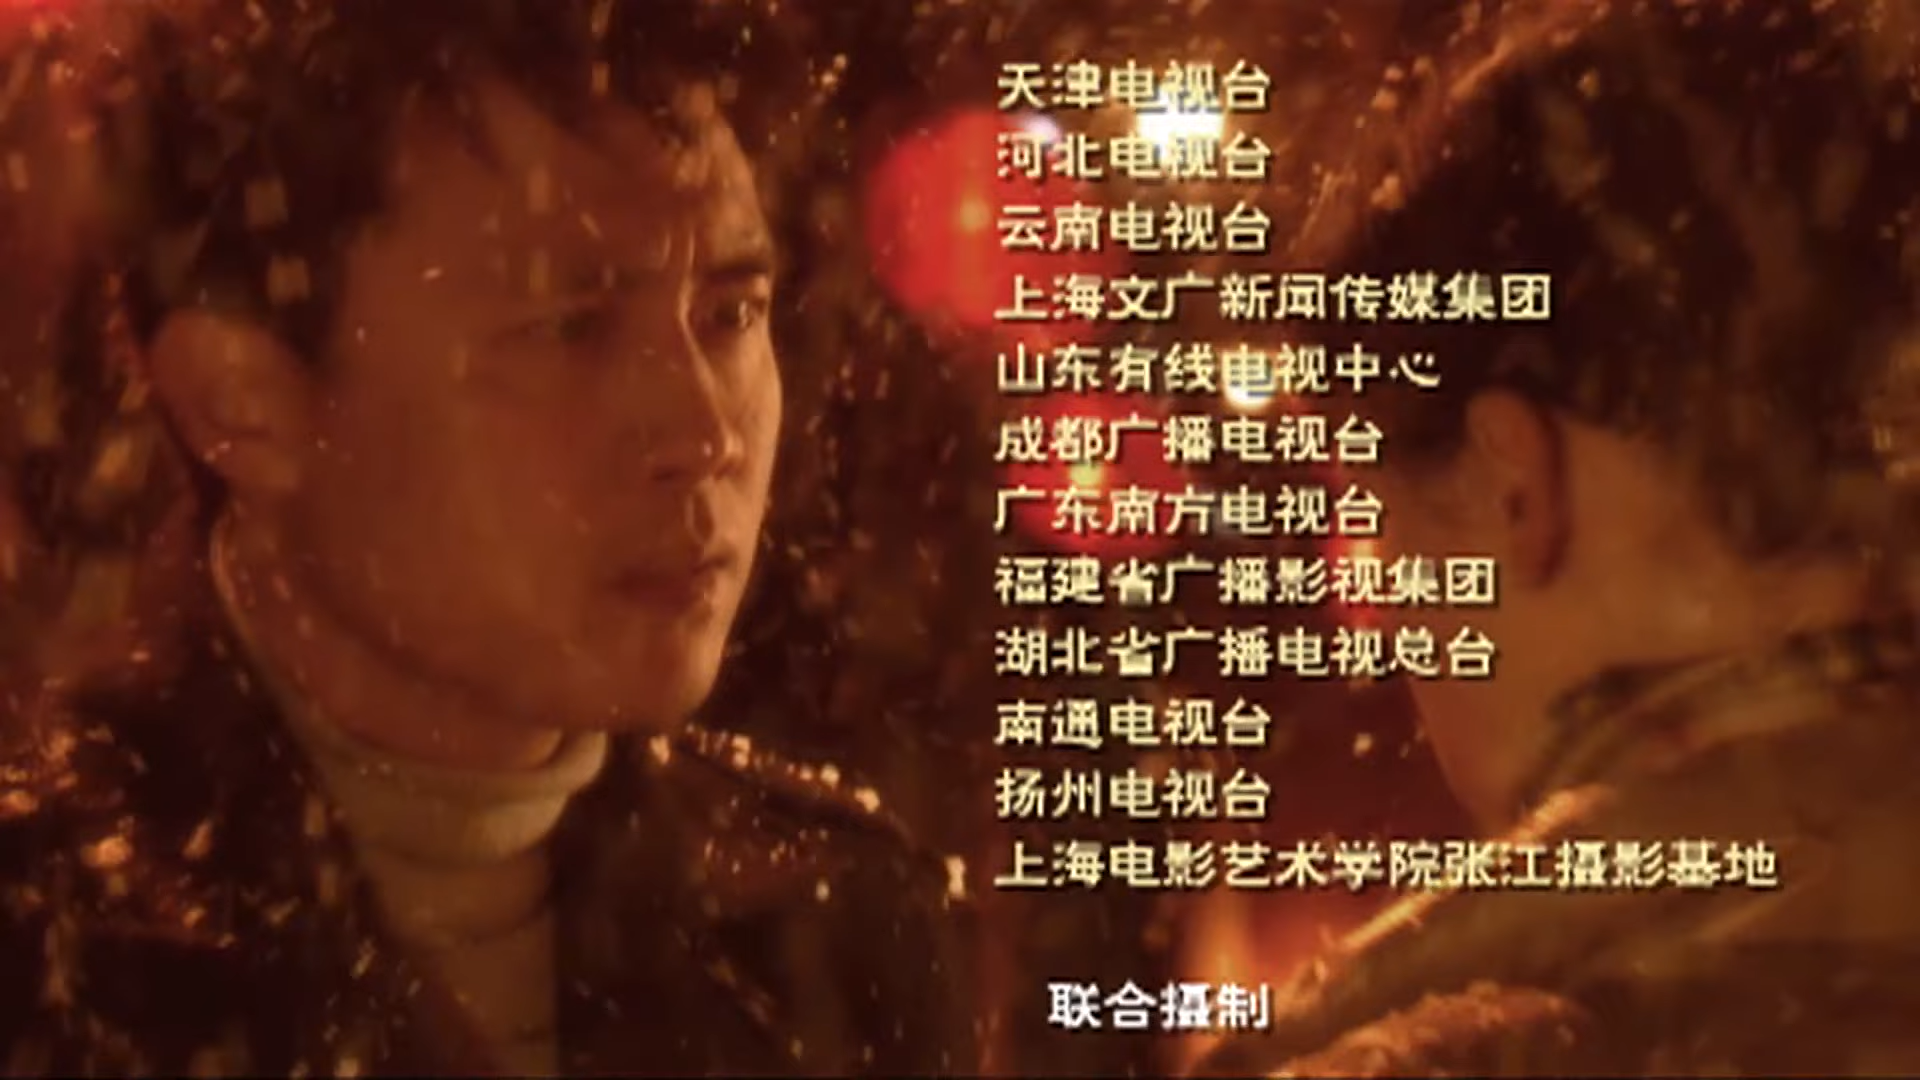 天津电视台
河北电视台
云南电视台
上海文广新闻传媒集团
山东有线电视中心
成都广播电视台
广东南方电视台
福建省广播影视集团
湖北省广播电视总台
南通电视台
扬州电视台
上海电影艺术学院张江摄影基地
联合摄制